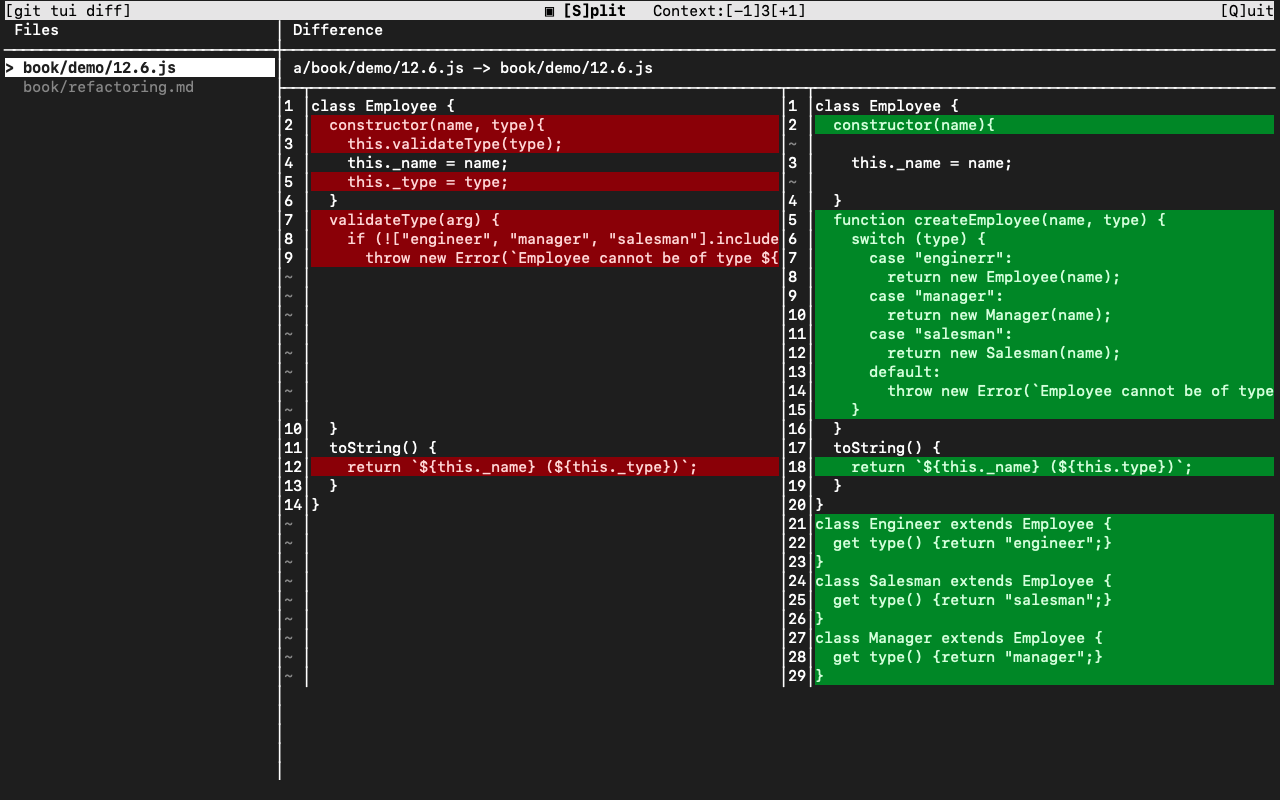 [git tui diff] ▣ [S]plit Context:[-1]3[+1] [Q]uit
Files
> book/demo/12.6.js
book/refactoring.md
Difference
a/book/demo/12.6.js -> book/demo/12.6.js
1 class Employee {
2   constructor(name, type){
3     this.validateType(type);
4     this._name = name;
5     this._type = type;
6   }
7   validateType(arg) {
8     if (!["engineer", "manager", "salesman"].include
9       throw new Error(`Employee cannot be of type ${
~
~
~
~
~
~
~
~
10   }
11   toString() {
12     return `${this._name} (${this._type})`;
13   }
14 }
~
~
~
~
~
~
~
~
~
1 class Employee {
2   constructor(name){
~
3     this._name = name;
~
4   }
5   function createEmployee(name, type) {
6     switch (type) {
7       case "enginerr":
8         return new Employee(name);
9       case "manager":
10         return new Manager(name);
11       case "salesman":
12         return new Salesman(name);
13       default:
14         throw new Error(`Employee cannot be of type
15     }
16   }
17   toString() {
18     return `${this._name} (${this.type})`;
19   }
20 }
21 class Engineer extends Employee {
22   get type() {return "engineer";}
23 }
24 class Salesman extends Employee {
25   get type() {return "salesman";}
26 }
27 class Manager extends Employee {
28   get type() {return "manager";}
29 }